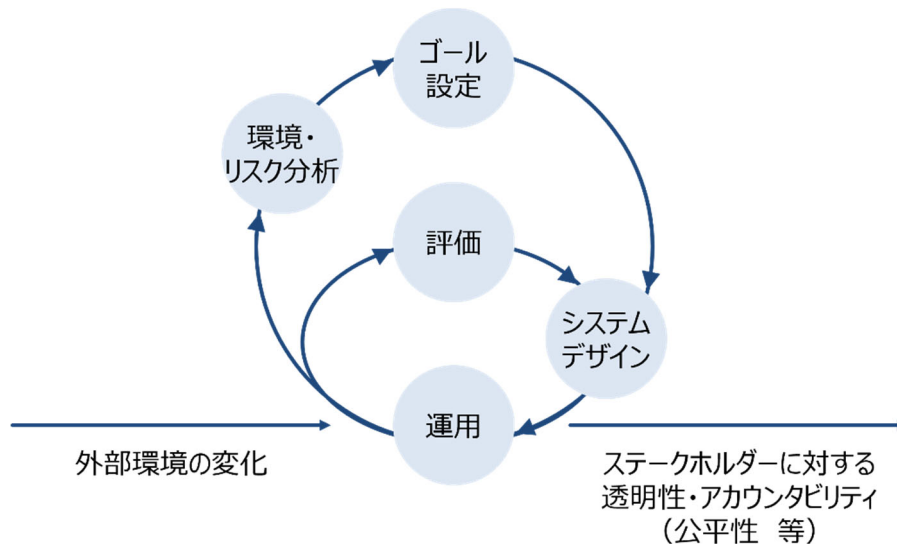 ゴール
設定
環境・
リスク分析
評価
システム
デザイン
運用
外部環境の変化
ステークホルダーに対する
透明性・アカウンタビリティ
（公平性　等）